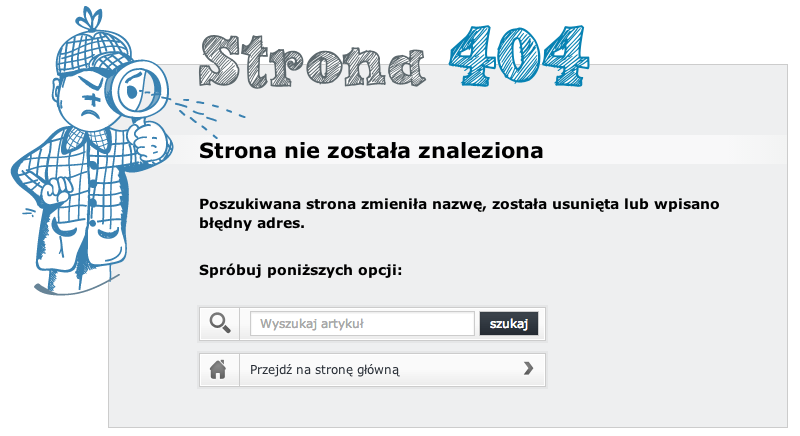 Strona 404
Strona nie została znaleziona
Poszukiwana strona zmieniła nazwę, została usunięta lub wpisano
błędny adres.
Spróbuj poniższych opcji:
Wyszukaj artykuł szukaj
Przejdź na stronę główną